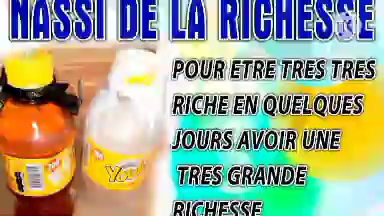 NASSI DE LA RICHESSE
POUR ETRE TRES TRES
RICHE EN QUELQUES
JOURS AVOIR UNE
TRES GRANDE
RICHESSE